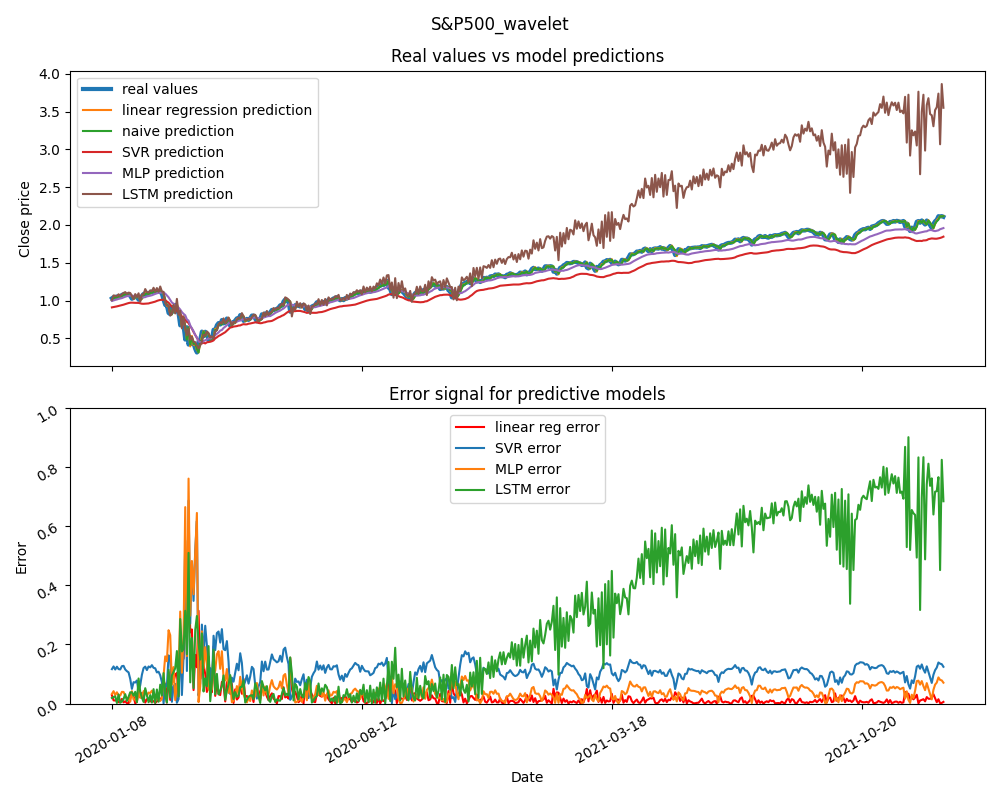 S&P500_wavelet
Real values vs model predictions
4.0
3.5
3.0
2.5
2.0
1.5
1.0
0.5
Close price
real values
linear regression prediction
naive prediction
SVR prediction
MLP prediction
LSTM prediction
Error signal for predictive models
1.0
0.8
0.6
0.4
0.2
0.0
Error
linear reg error
SVR error
MLP error
LSTM error
2020-01-08
2020-08-12
2021-03-18
2021-10-20
Date